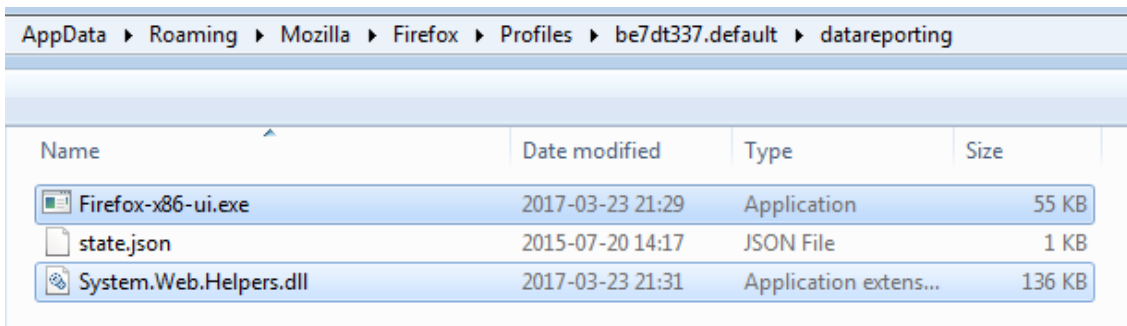 AppData ▸ Roaming ▸ Mozilla ▸ Firefox ▸ Profiles ▸ be7dt337.default ▸ datareporting
Name Date modified Type Size
Firefox-x86-ui.exe 2017-03-23 21:29 Application 55 KB
state.json 2015-07-20 14:17 JSON File 1 KB
System.Web.Helpers.dll 2017-03-23 21:31 Application extens... 136 KB